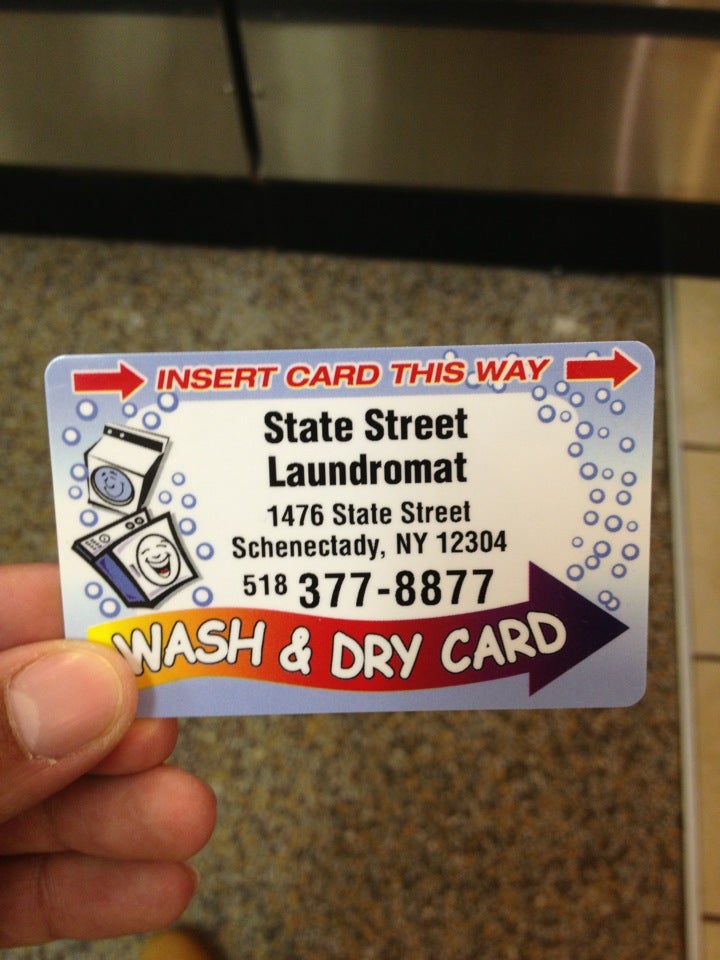 INSERT CARD THIS WAY
State Street
Laundromat
1476 State Street
Schenectady, NY 12304
518 377-8877
WASH & DRY CARD